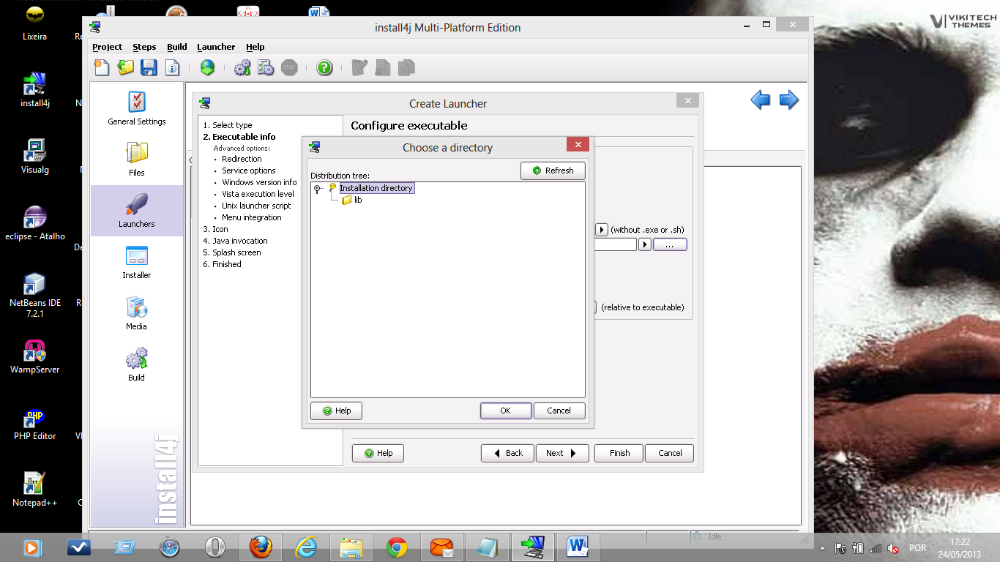 Lixeira
install4j
Visualg
eclipse - Atalho
NetBeans IDE
7.2.1
WampServer
PHP Editor
Notepad++
VIKITECH
THEMES
install4j Multi-Platform Edition
Project Steps Build Launcher Help
STOP
General Settings
Files
Launchers
Installer
Media
Build
install4j
Create Launcher
1. Select type
2. Executable info
Advanced options:
• Redirection
• Service options
• Windows version info
• Vista execution level
• Unix launcher script
• Menu integration
3. Icon
4. Java invocation
5. Splash screen
6. Finished
Configure executable
(without .exe or .sh)
...
(relative to executable)
Help
Back
Next
Finish
Cancel
Choose a directory
Distribution tree:
Refresh
Installation directory
lib
Help
OK
Cancel
Idle
POR
17:22
24/05/2013